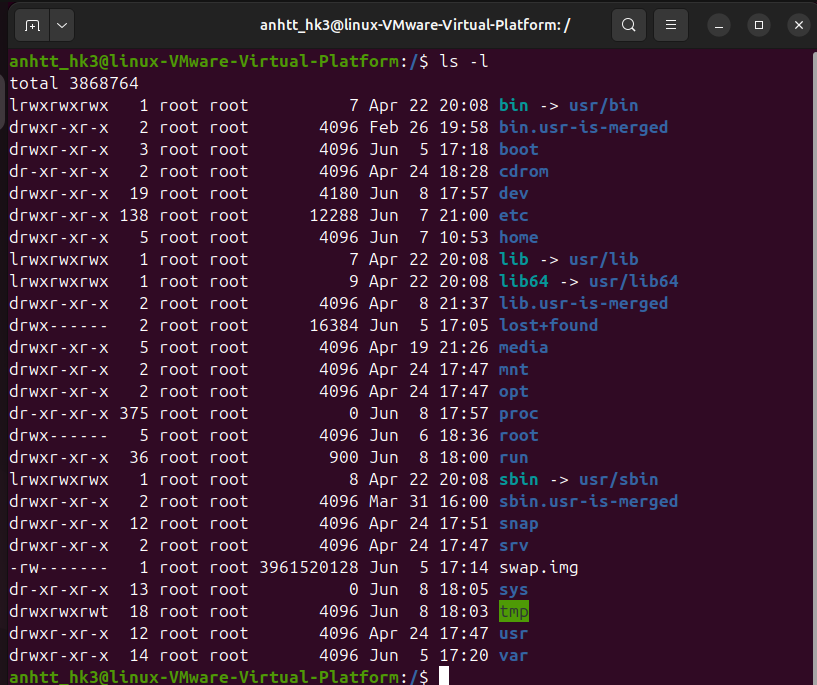 anhtt_hk3@linux-VMware-Virtual-Platform: /
anhtt_hk3@linux-VMware-Virtual-Platform:/$ ls -l
total 3868764
lrwxrwxrwx   1 root root          7 Apr 22 20:08 bin -> usr/bin
drwxr-xr-x   2 root root       4096 Feb 26 19:58 bin.usr-is-merged
drwxr-xr-x   3 root root       4096 Jun  5 17:18 boot
dr-xr-xr-x   2 root root       4096 Apr 24 18:28 cdrom
drwxr-xr-x  19 root root       4180 Jun  8 17:57 dev
drwxr-xr-x 138 root root      12288 Jun  7 21:00 etc
drwxr-xr-x   5 root root       4096 Jun  7 10:53 home
lrwxrwxrwx   1 root root          7 Apr 22 20:08 lib -> usr/lib
lrwxrwxrwx   1 root root          9 Apr 22 20:08 lib64 -> usr/lib64
drwxr-xr-x   2 root root       4096 Apr  8 21:37 lib.usr-is-merged
drwx------   2 root root      16384 Jun  5 17:05 lost+found
drwxr-xr-x   5 root root       4096 Apr 19 21:26 media
drwxr-xr-x   2 root root       4096 Apr 24 17:47 mnt
drwxr-xr-x   2 root root       4096 Apr 24 17:47 opt
dr-xr-xr-x 375 root root          0 Jun  8 17:57 proc
drwx------   5 root root       4096 Jun  6 18:36 root
drwxr-xr-x  36 root root        900 Jun  8 18:00 run
lrwxrwxrwx   1 root root          8 Apr 22 20:08 sbin -> usr/sbin
drwxr-xr-x   2 root root       4096 Mar 31 16:00 sbin.usr-is-merged
drwxr-xr-x  12 root root       4096 Apr 24 17:51 snap
drwxr-xr-x   2 root root       4096 Apr 24 17:47 srv
-rw-------   1 root root 3961520128 Jun  5 17:14 swap.img
dr-xr-xr-x  13 root root          0 Jun  8 18:05 sys
drwxrwxrwt  18 root root       4096 Jun  8 18:03 tmp
drwxr-xr-x  12 root root       4096 Apr 24 17:47 usr
drwxr-xr-x  14 root root       4096 Jun  5 17:20 var
anhtt_hk3@linux-VMware-Virtual-Platform:/$